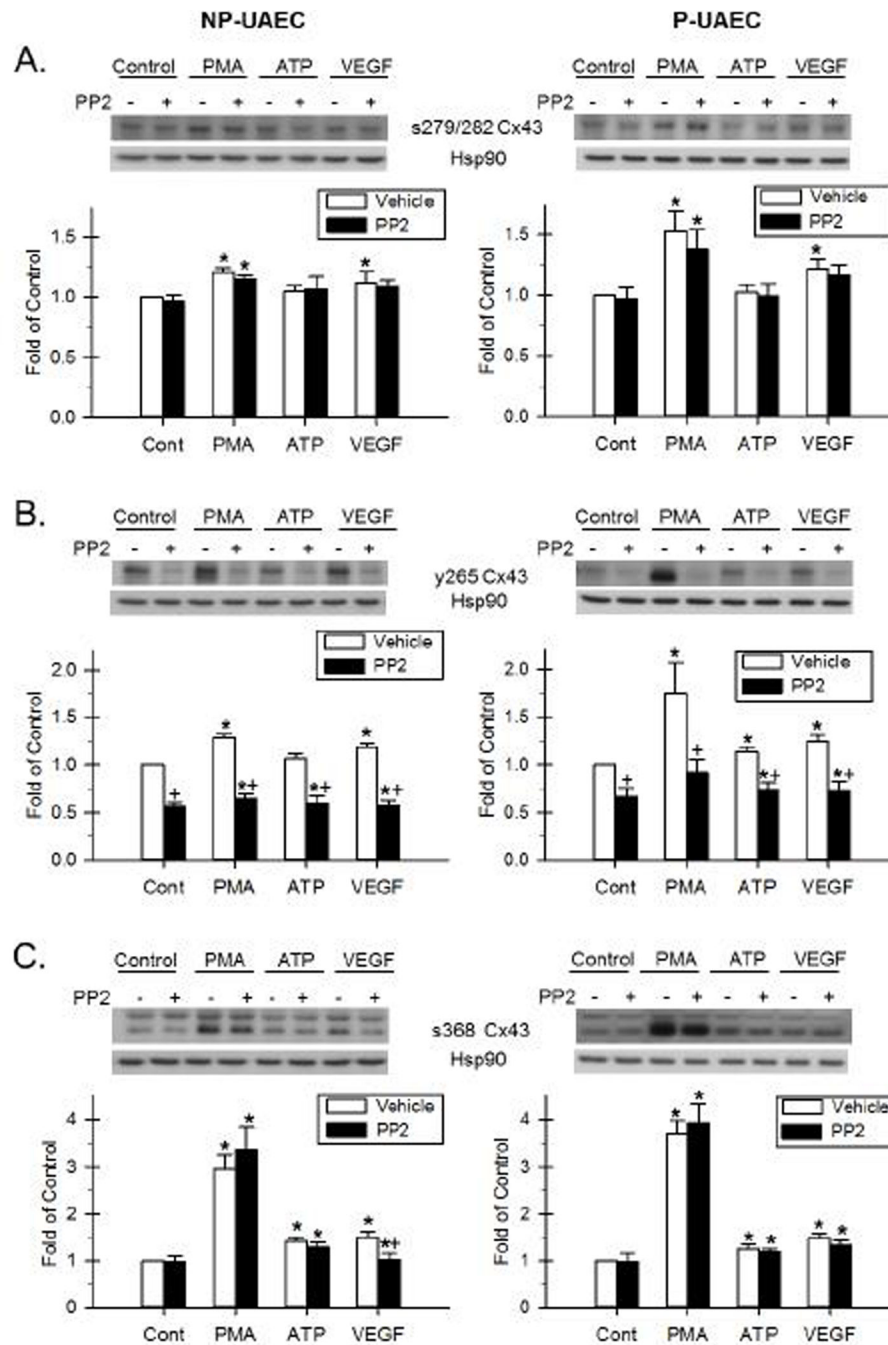 NP-UAEC P-UAEC
A.
Control PMA ATP VEGF Control PMA ATP VEGF
PP2 - + - + - + - + PP2 - + - + - + - +
s279/282 Cx43
Hsp90
Vehicle
PP2
Fold of Control
1.5
1.0
0.5
0.0
Cont PMA ATP VEGF
* * *
Vehicle
PP2
Fold of Control
1.5
1.0
0.5
0.0
Cont PMA ATP VEGF
* * *
B.
Control PMA ATP VEGF Control PMA ATP VEGF
PP2 - + - + - + - + PP2 - + - + - + - +
y265 Cx43
Hsp90
Vehicle
PP2
Fold of Control
2.0
1.5
1.0
0.5
0.0
Cont PMA ATP VEGF
+ * *+ *+ * *+
Vehicle
PP2
Fold of Control
2.0
1.5
1.0
0.5
0.0
Cont PMA ATP VEGF
+ * + * *+ * *+
C.
Control PMA ATP VEGF Control PMA ATP VEGF
PP2 - + - + - + - + PP2 - + - + - + - +
s368 Cx43
Hsp90
Vehicle
PP2
Fold of Control
4
3
2
1
0
Cont PMA ATP VEGF
* * * * * *+
Vehicle
PP2
Fold of Control
4
3
2
1
0
Cont PMA ATP VEGF
* * * * * *